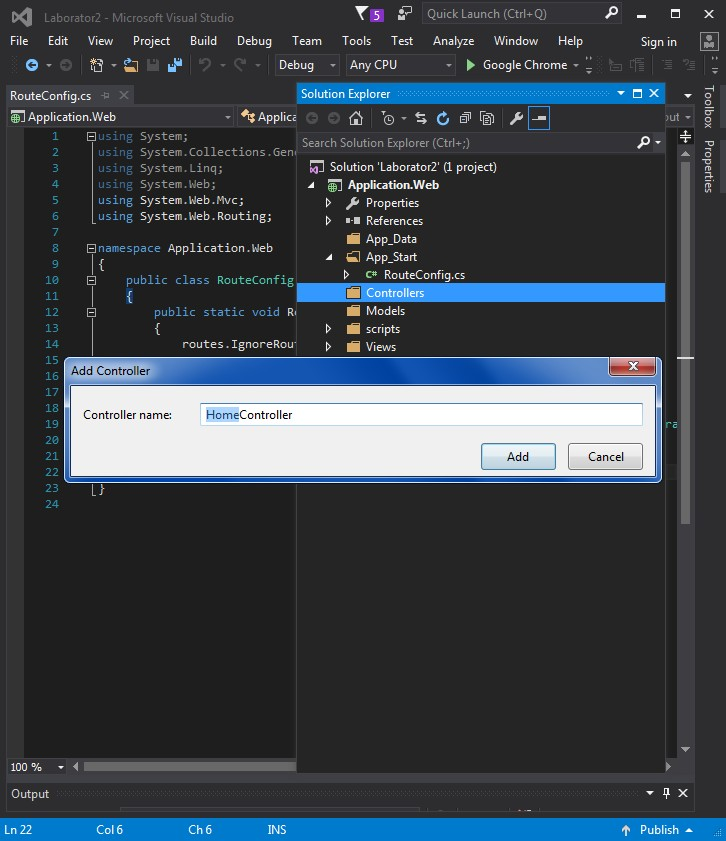 Laborator2 - Microsoft Visual Studio
5
Quick Launch (Ctrl+Q)
File Edit View Project Build Debug Team Tools Test Analyze Window Help Sign in
Debug Any CPU Google Chrome
RouteConfig.cs
Application.Web
1 using System;
2 using System.Collections.Gene
3 using System.Linq;
4 using System.Web;
5 using System.Web.Mvc;
6 using System.Web.Routing;
7
8 namespace Application.Web
9 {
10 public class RouteConfig
11 {
12 public static void R
13 {
14 routes.IgnoreRout
15
16
17
18
19
20
21
22
23 }
24
Solution Explorer
Search Solution Explorer (Ctrl+;)
Solution 'Laborator2' (1 project)
Application.Web
Properties
References
App_Data
App_Start
C# RouteConfig.cs
Controllers
Models
scripts
Views
Toolbox
Properties
Add Controller
Controller name: HomeController
Add Cancel
100 %
Output
Ln 22 Col 6 Ch 6 INS Publish